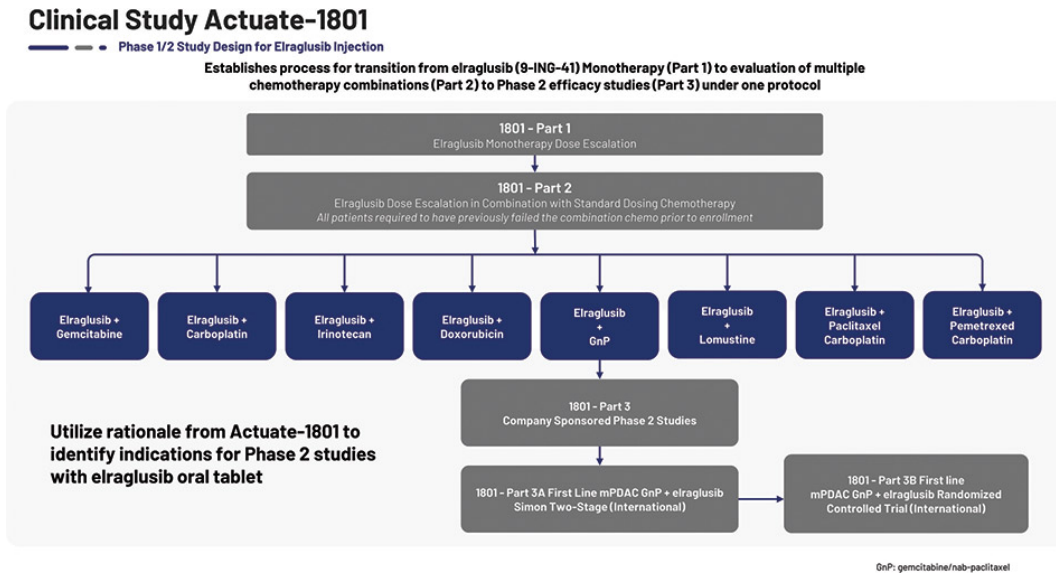 Clinical Study Actuate-1801
Phase 1/2 Study Design for Elraglusib Injection
Establishes process for transition from elraglusib (9-ING-41) Monotherapy (Part 1) to evaluation of multiple
chemotherapy combinations (Part 2) to Phase 2 efficacy studies (Part 3) under one protocol
1801 - Part 1
Elraglusib Monotherapy Dose Escalation
1801 - Part 2
Elraglusib Dose Escalation in Combination with Standard Dosing Chemotherapy
All patients required to have previously failed the combination chemo prior to enrollment
Elraglusib +
Gemcitabine
Elraglusib +
Carboplatin
Elraglusib +
Irinotecan
Elraglusib +
Doxorubicin
Elraglusib
+
GnP
Elraglusib
+
Lomustine
Elraglusib +
Paclitaxel
Carboplatin
Elraglusib +
Pemetrexed
Carboplatin
1801 - Part 3
Company Sponsored Phase 2 Studies
Utilize rationale from Actuate-1801 to
identify indications for Phase 2 studies
with elraglusib oral tablet
1801 - Part 3A First Line mPDAC GnP + elraglusib
Simon Two-Stage (International)
1801 - Part 3B First line
mPDAC GnP + elraglusib Randomized
Controlled Trial (International)
GnP: gemcitabine/nab-paclitaxel